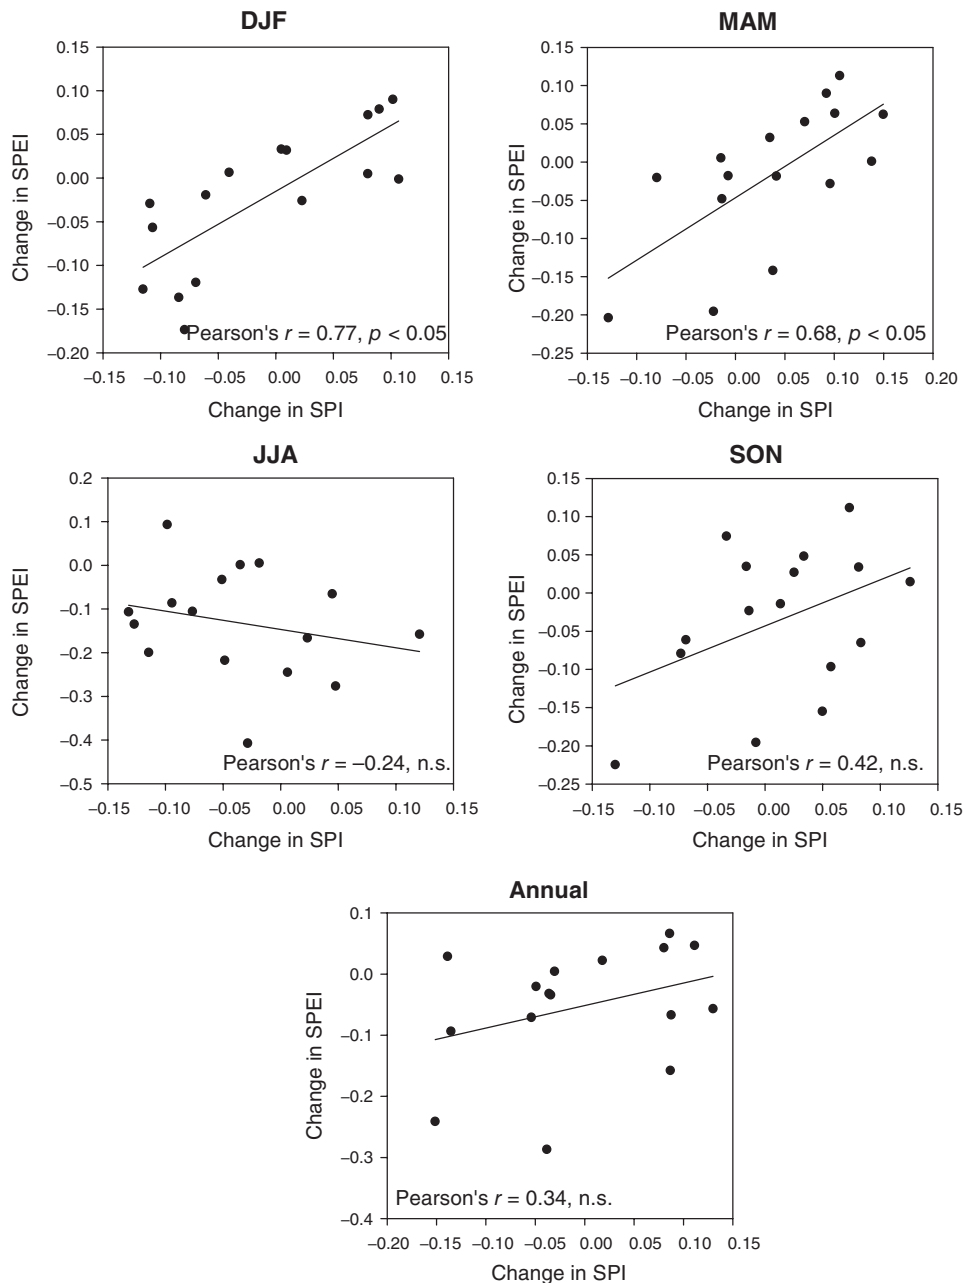 DJF
0.15
0.10
0.05
0.00
−0.05
−0.10
−0.15
−0.20
Change in SPEI
Pearson's r = 0.77, p < 0.05
−0.15 −0.10 −0.05 0.00 0.05 0.10 0.15
Change in SPI
MAM
0.15
0.10
0.05
0.00
−0.05
−0.10
−0.15
−0.20
−0.25
Change in SPEI
Pearson's r = 0.68, p < 0.05
−0.15 −0.10 −0.05 0.00 0.05 0.10 0.15 0.20
Change in SPI
JJA
0.2
0.1
0.0
−0.1
−0.2
−0.3
−0.4
−0.5
Change in SPEI
Pearson's r = −0.24, n.s.
−0.15 −0.10 −0.05 0.00 0.05 0.10 0.15
Change in SPI
SON
0.15
0.10
0.05
0.00
−0.05
−0.10
−0.15
−0.20
−0.25
Change in SPEI
Pearson's r = 0.42, n.s.
−0.15 −0.10 −0.05 0.00 0.05 0.10 0.15
Change in SPI
Annual
0.1
0.0
−0.1
−0.2
−0.3
−0.4
Change in SPEI
Pearson's r = 0.34, n.s.
−0.20 −0.15 −0.10 −0.05 0.00 0.05 0.10 0.15
Change in SPI